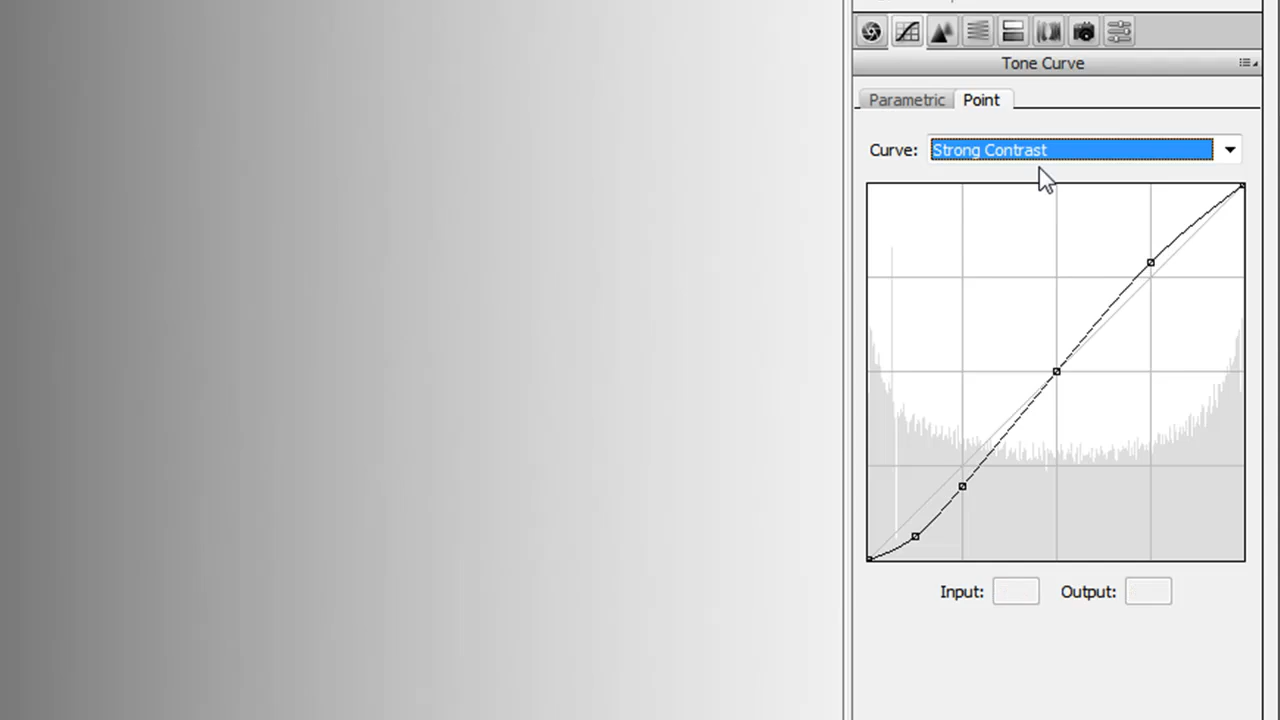 Tone Curve
Parametric Point
Curve: Strong Contrast
Input: Output: